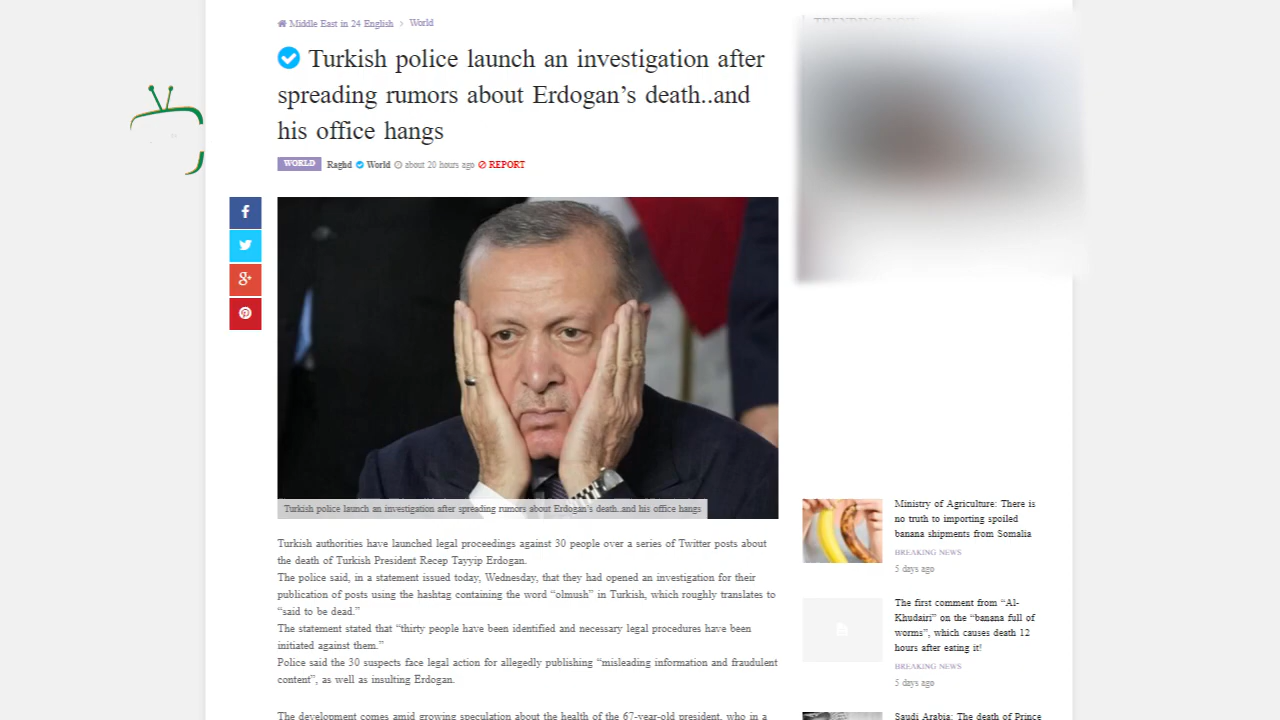 Middle East in 24 English > World
Turkish police launch an investigation after
spreading rumors about Erdogan's death..and
his office hangs
WORLD Raghd World about 20 hours ago REPORT
Turkish police launch an investigation after spreading rumors about Erdogan's death..and his office hangs
Turkish authorities have launched legal proceedings against 30 people over a series of Twitter posts about
the death of Turkish President Recep Tayyip Erdogan.
The police said, in a statement issued today, Wednesday, that they had opened an investigation for their
publication of posts using the hashtag containing the word “olmush” in Turkish, which roughly translates to
“said to be dead.”
The statement stated that “thirty people have been identified and necessary legal procedures have been
initiated against them.”
Police said the 30 suspects face legal action for allegedly publishing “misleading information and fraudulent
content”, as well as insulting Erdogan.
The development comes amid growing speculation about the health of the 67-year-old president, who in a
Ministry of Agriculture: There is
no truth to importing spoiled
banana shipments from Somalia
BREAKING NEWS
5 days ago
The first comment from “Al-
Khudairi” on the “banana full of
worms”, which causes death 12
hours after eating it!
BREAKING NEWS
5 days ago
Saudi Arabia: The death of Prince